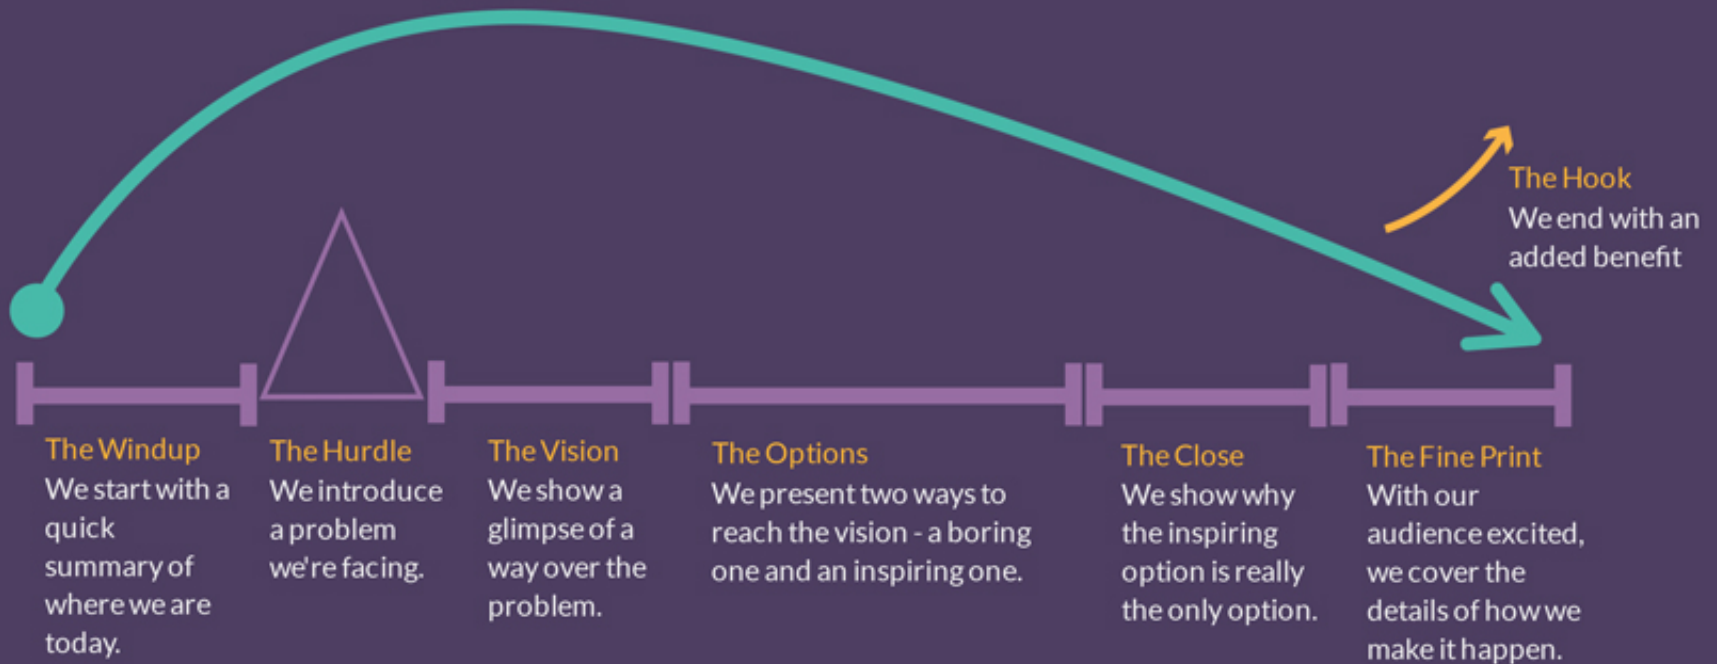 The Windup
We start with a
quick
summary of
where we are
today.
The Hurdle
We introduce
a problem
we're facing.
The Vision
We show a
glimpse of a
way over the
problem.
The Options
We present two ways to
reach the vision - a boring
one and an inspiring one.
The Close
We show why
the inspiring
option is really
the only option.
The Fine Print
With our
audience excited,
we cover the
details of how we
make it happen.
The Hook
We end with an
added benefit